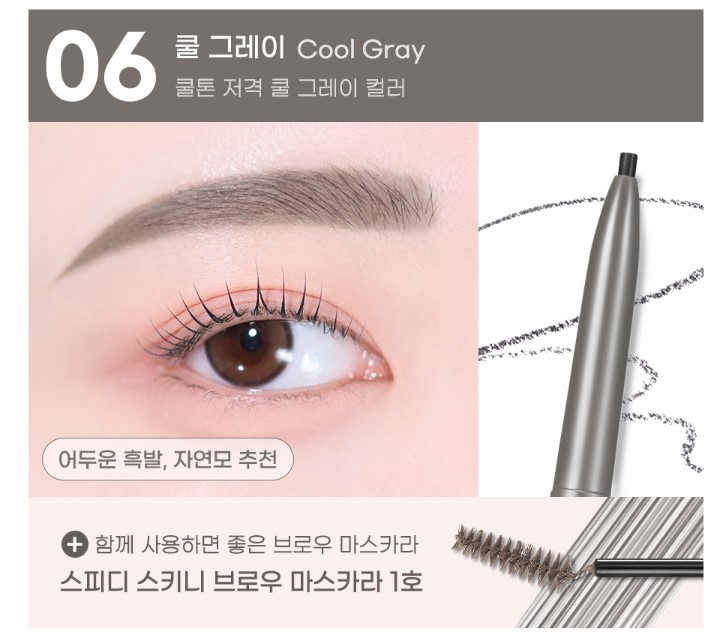 06
쿨 그레이 Cool Gray
쿨톤 저격 쿨 그레이 컬러
어두운 흑발, 자연모 추천
+ 함께 사용하면 좋은 브로우 마스카라
스피디 스키니 브로우 마스카라 1호